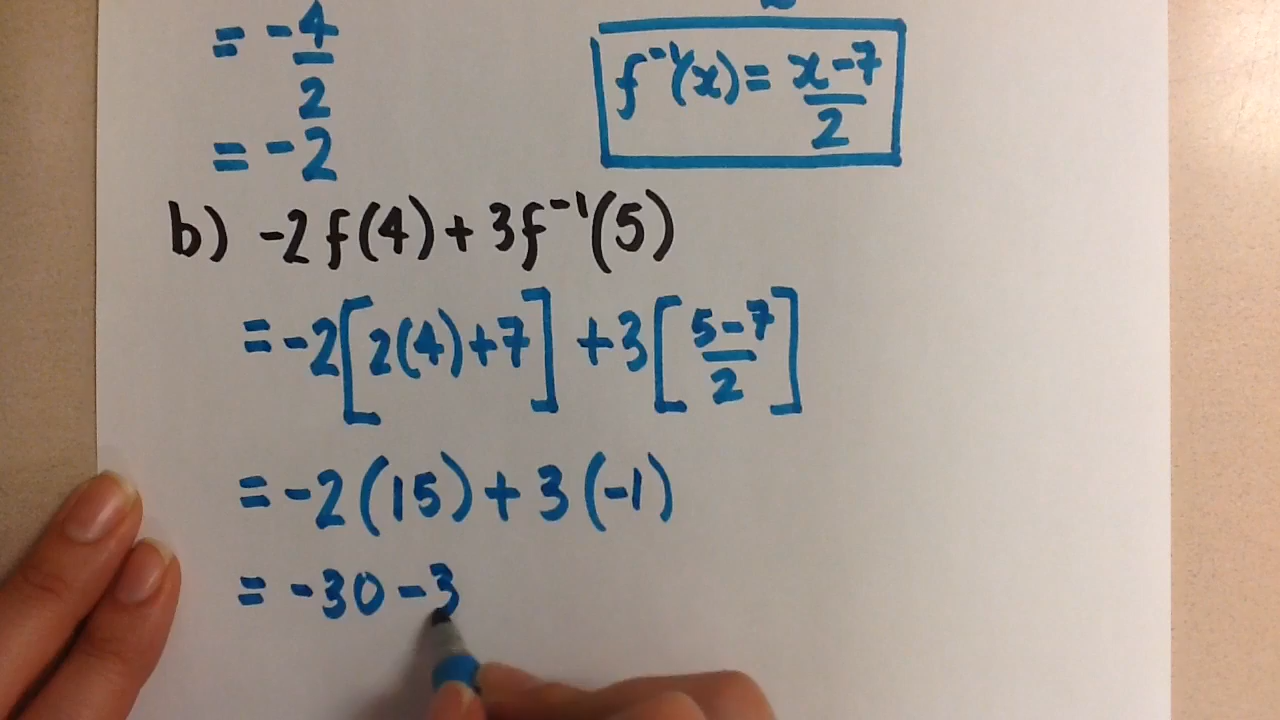 = -4/2
= -2
f⁻¹(x) = x-7/2
b) -2f(4)+3f⁻¹(5)
= -2[2(4)+7] +3[5-7/2]
= -2(15)+3(-1)
= -30-3